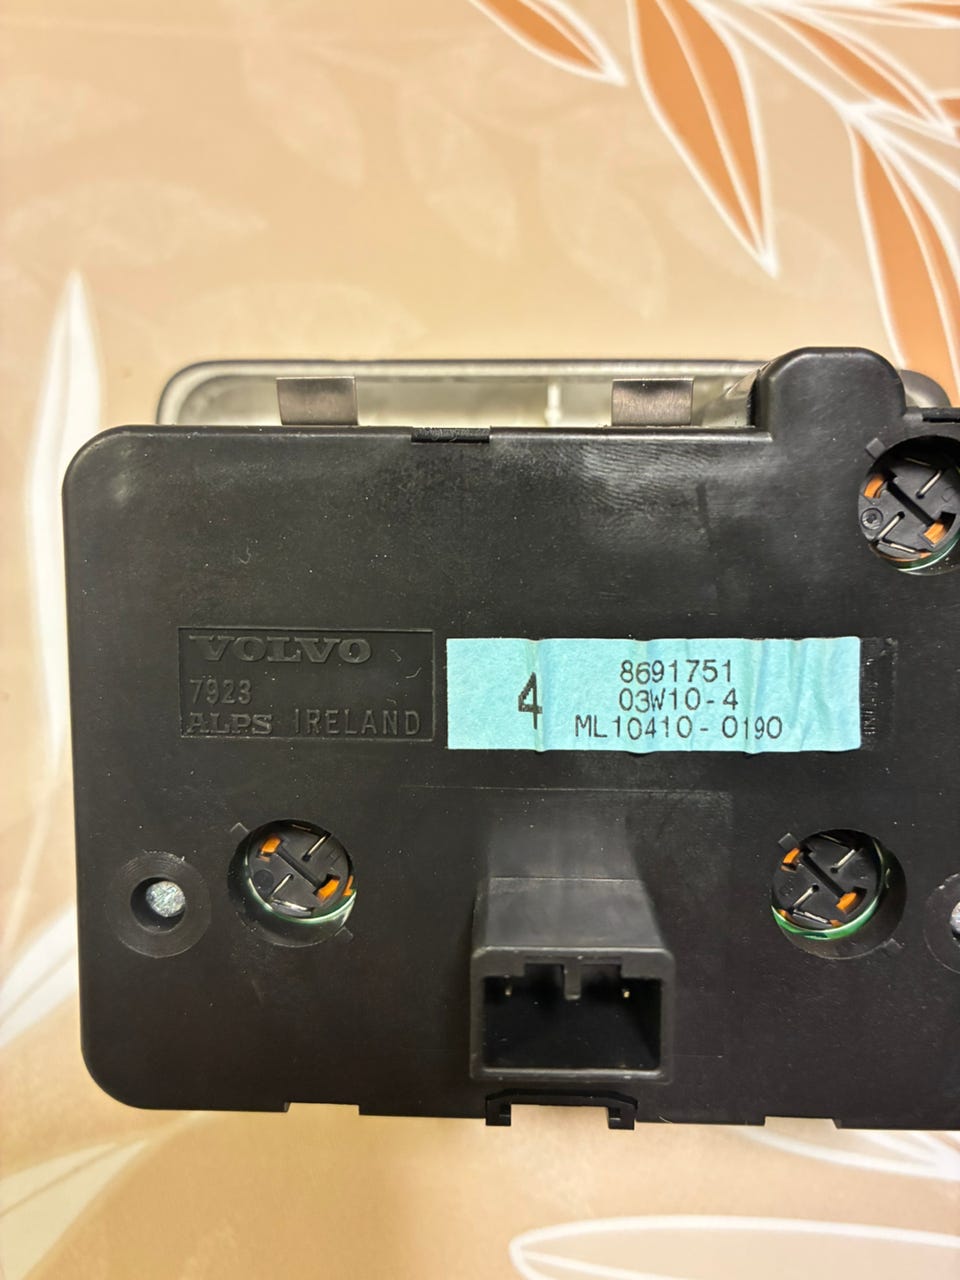 VOLVO
7923
ALPS IRELAND
4
8691751
03W10-4
ML10410-0190